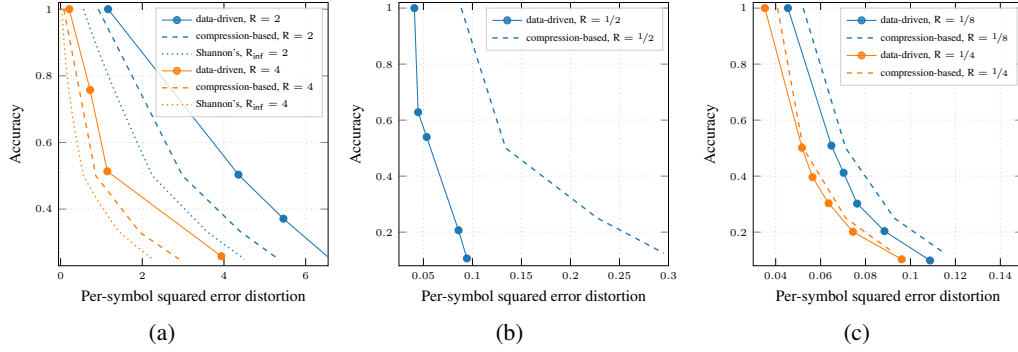 1
0.8
0.6
0.4
0
2
4
6
Accuracy
Per-symbol squared error distortion
data-driven, R = 2
compression-based, R = 2
Shannon's, R_inf = 2
data-driven, R = 4
compression-based, R = 4
Shannon's, R_inf = 4
(a)
1
0.8
0.6
0.4
0.2
0.05
0.1
0.15
0.2
0.25
0.3
Accuracy
Per-symbol squared error distortion
data-driven, R = 1/2
compression-based, R = 1/2
(b)
1
0.8
0.6
0.4
0.2
0.04
0.06
0.08
0.1
0.12
0.14
Accuracy
Per-symbol squared error distortion
data-driven, R = 1/8
compression-based, R = 1/8
data-driven, R = 1/4
compression-based, R = 1/4
(c)